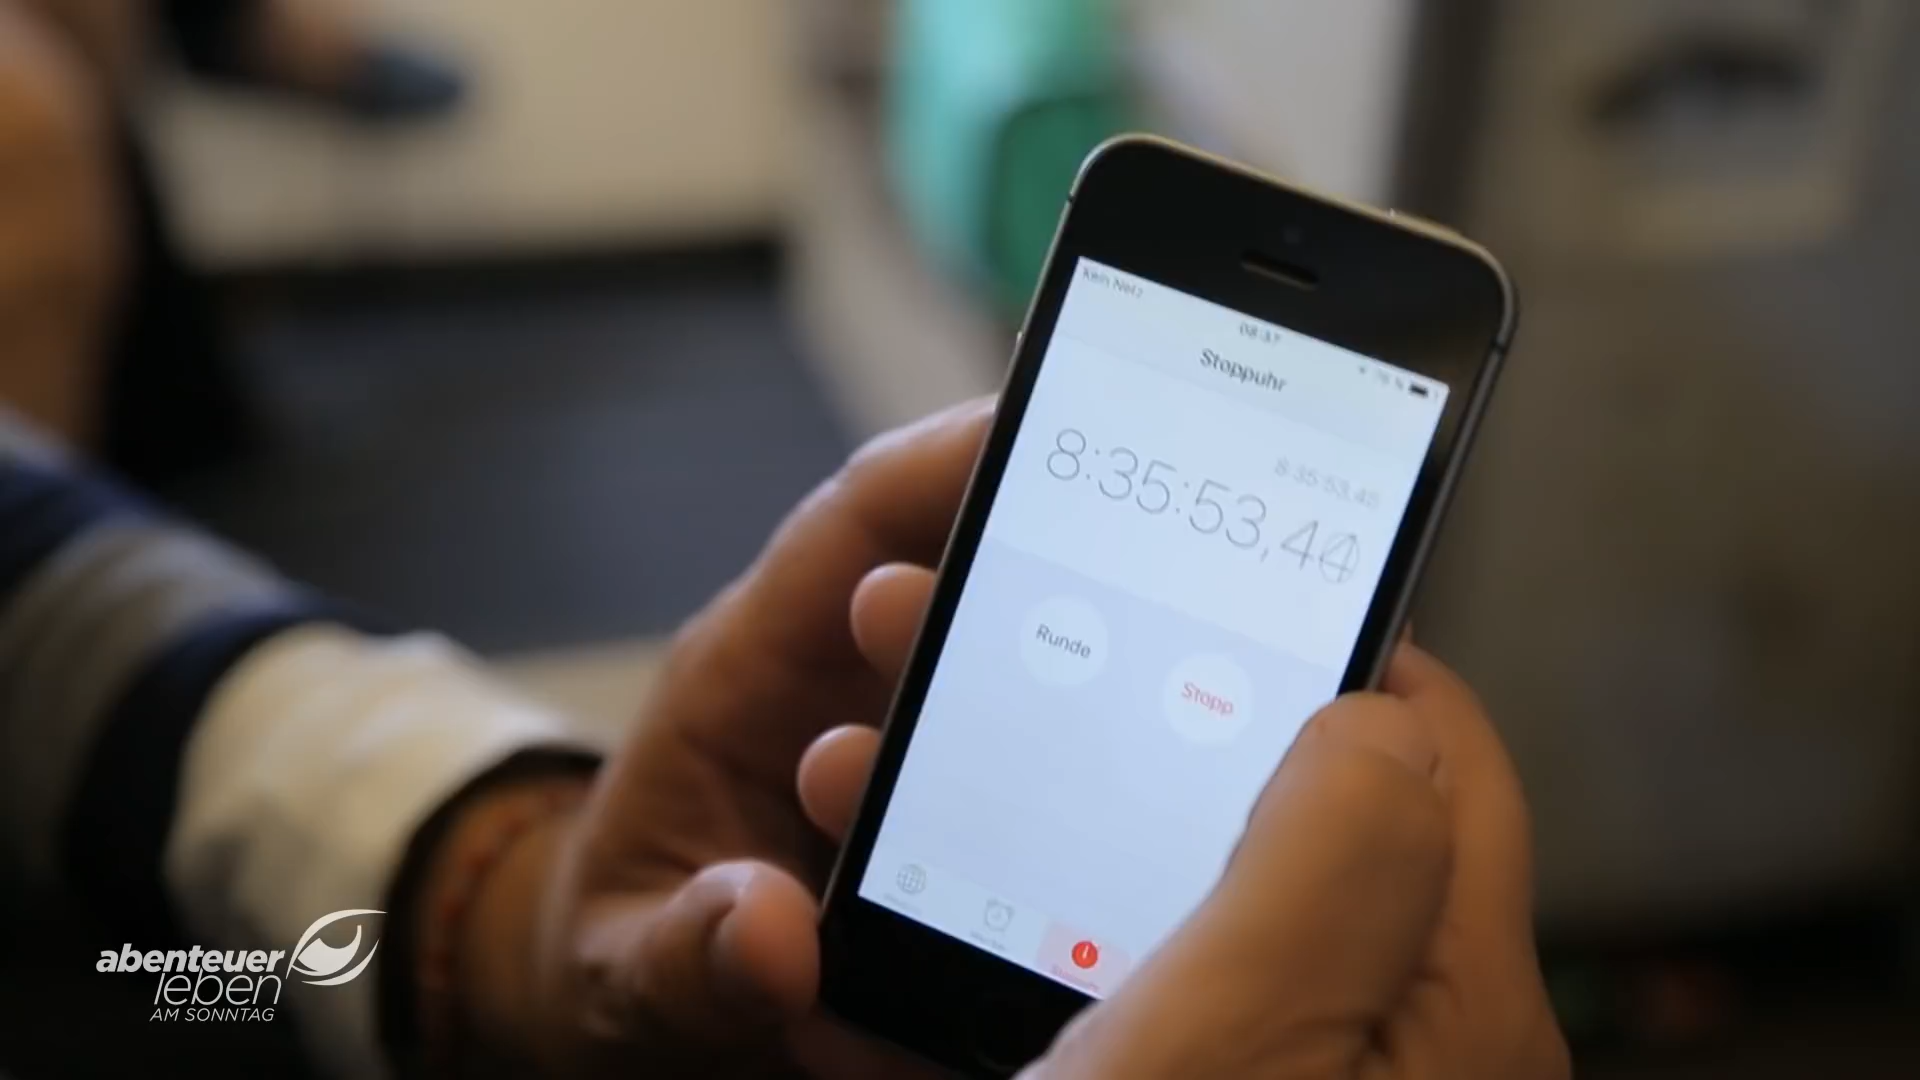 Kein Netz
08:37
Stoppuhr
8:35:53,45
8:35:53,44
Runde
Stopp
abenteuer
leben
AM SONNTAG